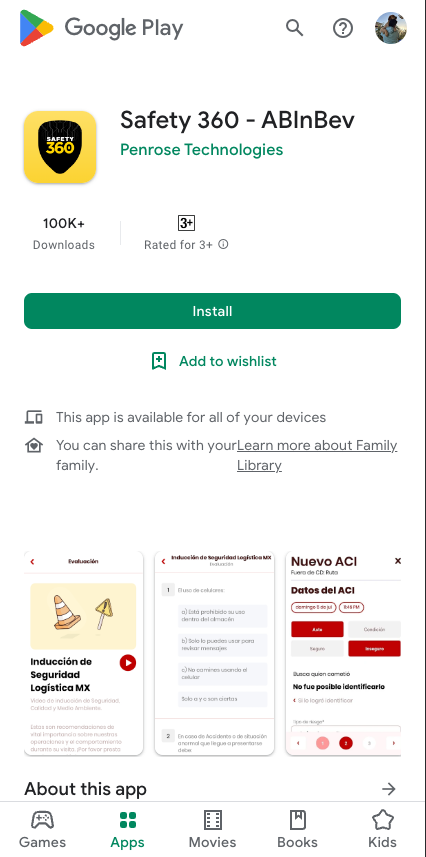 Google Play
Safety 360 - ABInBev
Penrose Technologies
SAFETY
360
100K+
Downloads
3+
Rated for 3+
Install
Add to wishlist
This app is available for all of your devices
You can share this with your family.
Learn more about Family Library
Evaluación
Inducción de
Seguridad
Logística MX
Video de Inducción de Seguridad,
Calidad y Medio Ambiente.
Estas son recomendaciones de
vital importancia sobre nuestras
operaciones y el comportamiento
durante su visita. ¡Por favor presta
Inducción de Seguridad Logística MX
Evaluación
1
El uso de celulares:
a) Está prohibido su uso
dentro del almacén
b) Solo lo puedes usar para
revisar mensajes
c) No camines usando el
celular
Solo a y c son ciertas
2
En caso de Accidente o de situación
anormal que llegue a presentarse
debe:
Nuevo ACI
Fuera de CD: Ruta
Datos del ACI
domingo 6 de jul
Acto
Condición
Seguro
Inseguro
Busca quien cometió
No fue posible identificarlo
Si logré identificar
Tipo de riesgo*
1
2
About this app
Games
Apps
Movies
Books
Kids